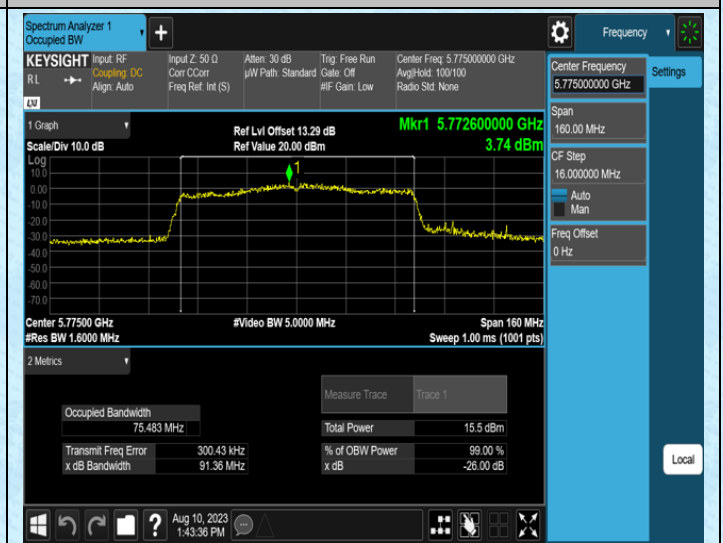 Spectrum Analyzer 1
Occupied BW
+
Frequency
KEYSIGHT
RL
LXI
Input: RF
Coupling: DC
Align: Auto
Input Z: 50 Ω
Corr CCorr
Freq Ref: Int (S)
Atten: 30 dB
µW Path: Standard
Trig: Free Run
Gate: Off
#IF Gain: Low
Center Freq: 5.775000000 GHz
Avg|Hold: 100/100
Radio Std: None
Center Frequency
5.775000000 GHz
Settings
Span
160.00 MHz
CF Step
16.000000 MHz
Auto
Man
Freq Offset
0 Hz
1 Graph
Scale/Div 10.0 dB
Ref Lvl Offset 13.29 dB
Ref Value 20.00 dBm
Mkr1 5.772600000 GHz
3.74 dBm
Log
10.0
0.00
-10.0
-20.0
-30.0
-40.0
-50.0
-60.0
-70.0
1
Center 5.77500 GHz
#Res BW 1.6000 MHz
#Video BW 5.0000 MHz
Span 160 MHz
Sweep 1.00 ms (1001 pts)
2 Metrics
Measure Trace
Trace 1
Occupied Bandwidth
75.483 MHz
Total Power
15.5 dBm
Transmit Freq Error
300.43 kHz
% of OBW Power
99.00 %
x dB Bandwidth
91.36 MHz
x dB
-26.00 dB
Local
?
Aug 10, 2023
1:43:36 PM